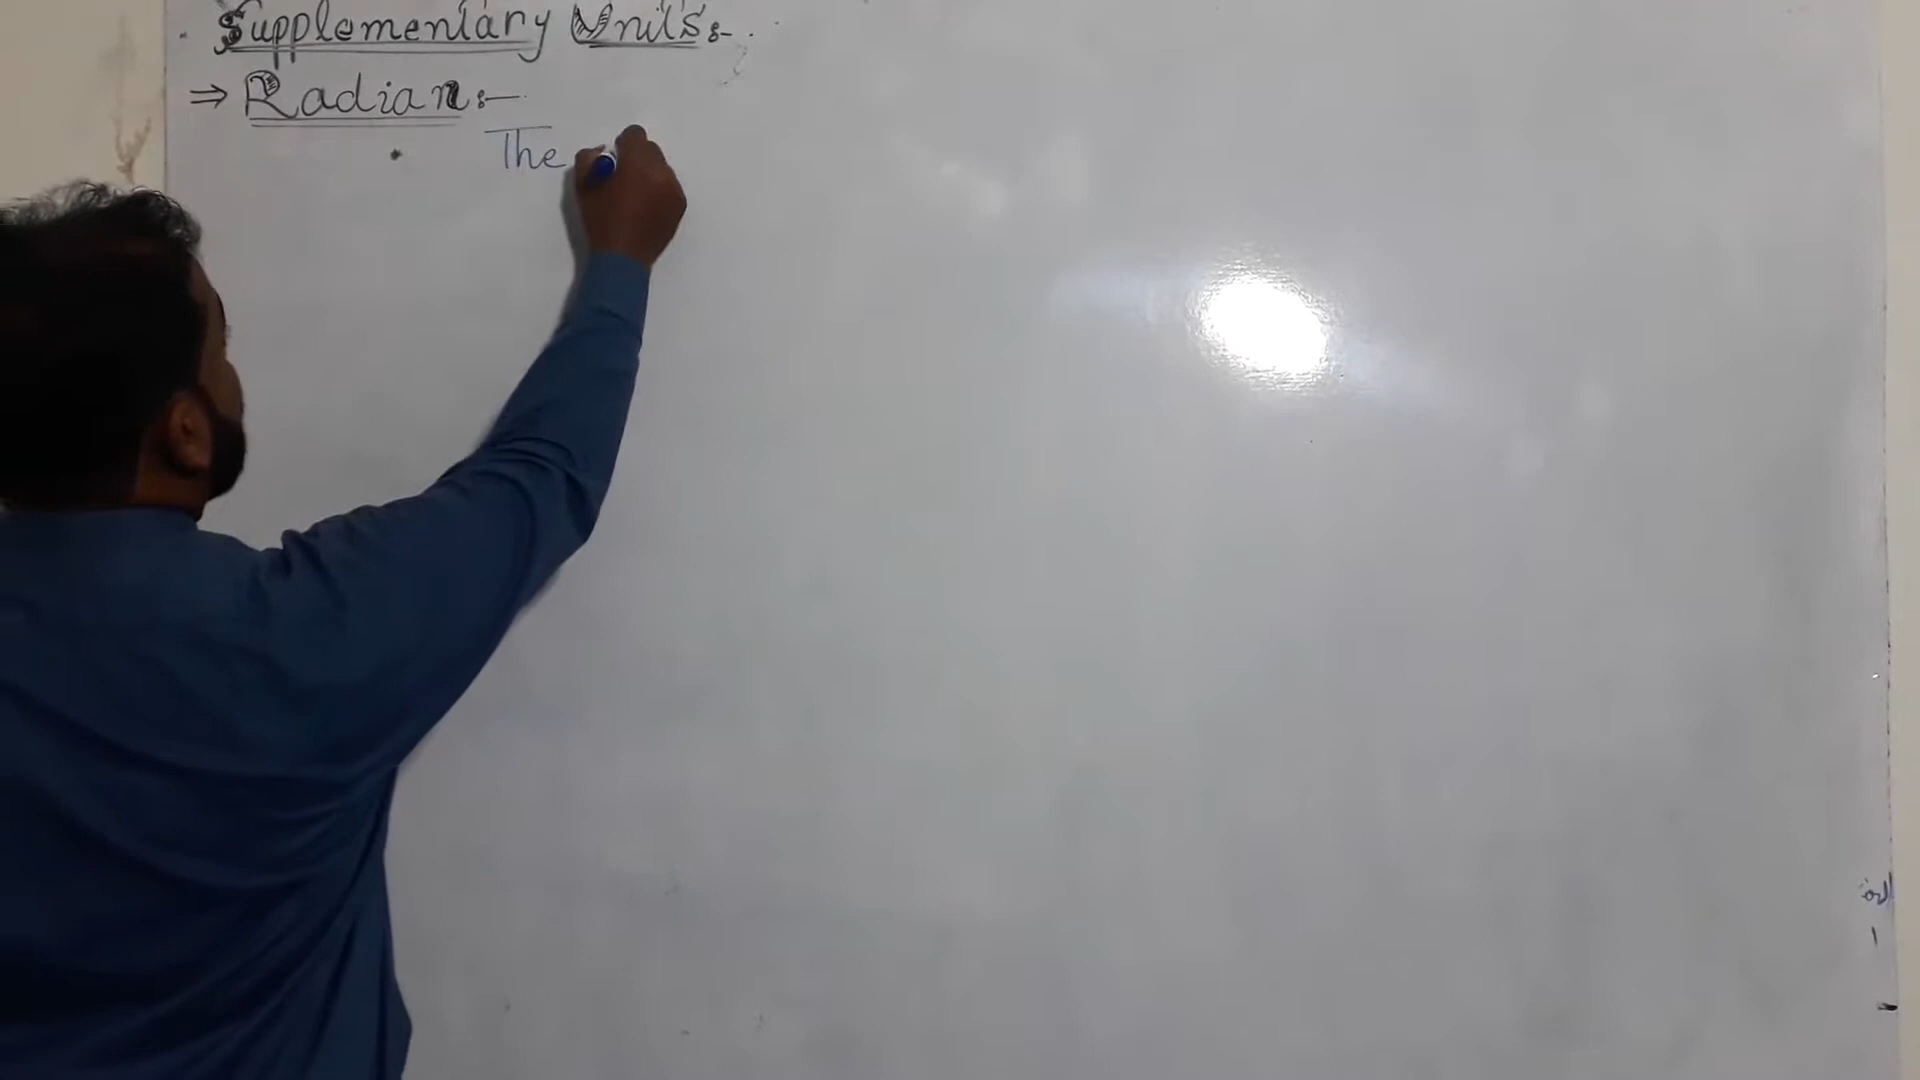 Supplementary Units:-
⇒ Radian:-
The